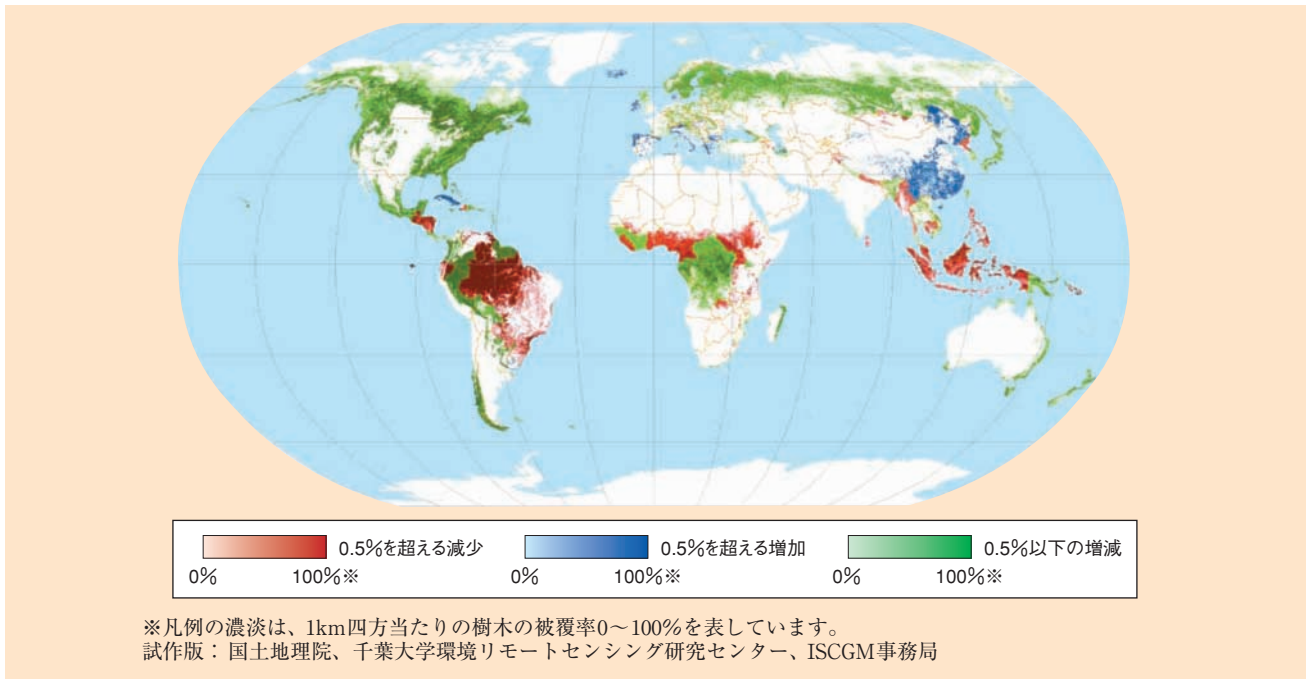 0.5%を超える減少 0.5%を超える増加 0.5%以下の増減
0% 100%※ 0% 100%※ 0% 100%※
※凡例の濃淡は、1km四方当たりの樹木の被覆率0～100%を表しています。
試作版：国土地理院、千葉大学環境リモートセンシング研究センター、ISCGM事務局